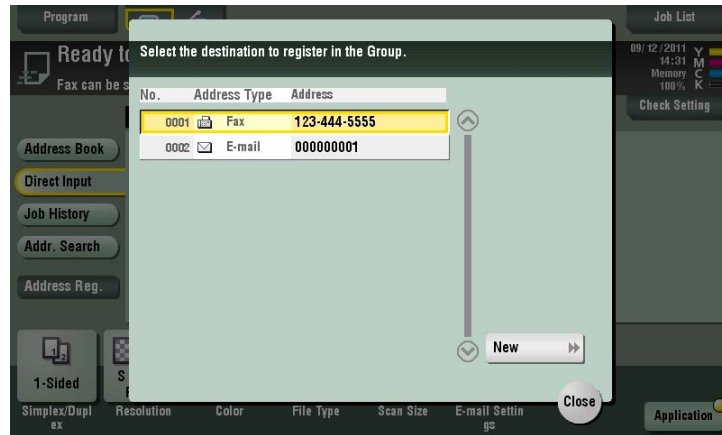 Program
Job List
Ready to
Fax can be s
09/12/2011
14:31
Memory
100%
Y
M
C
K
Check Setting
Select the destination to register in the Group.
No. Address Type Address
0001 Fax 123-444-5555
0002 E-mail 000000001
Address Book
Direct Input
Job History
Addr. Search
Address Reg.
New
Close
1-Sided
S
Simplex/Dupl
ex
Resolution
Color
File Type
Scan Size
E-mail Settin
gs
Application